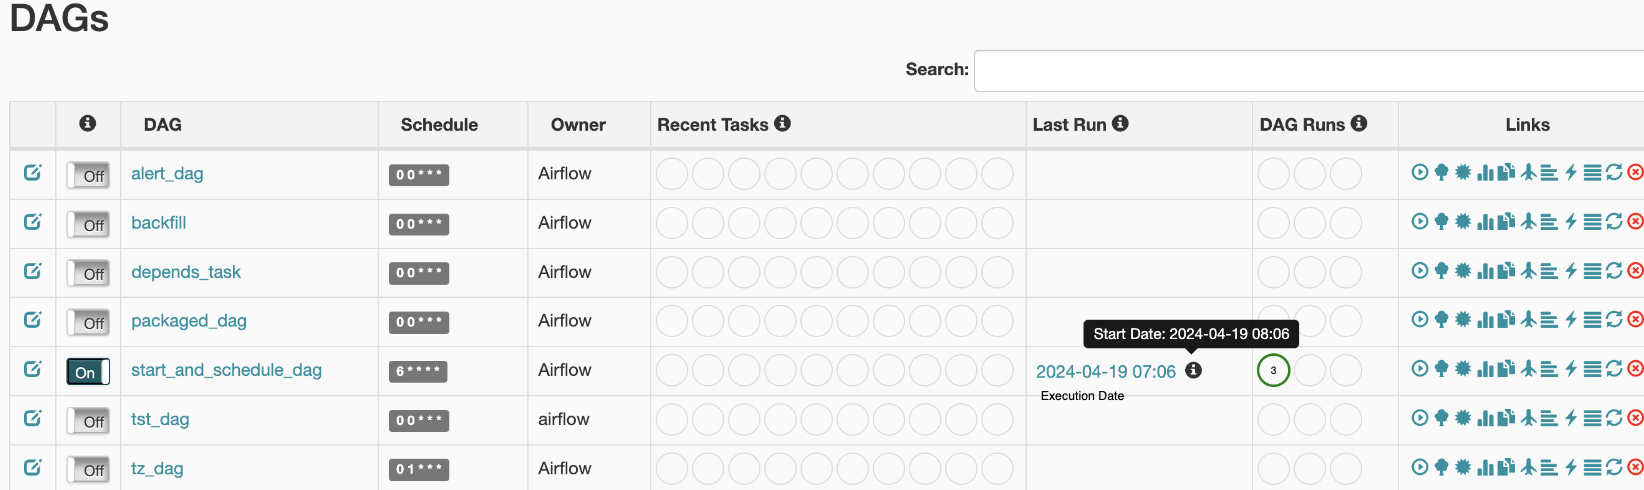 DAGs
Search:
DAG Schedule Owner Recent Tasks Last Run DAG Runs Links
Off alert_dag 0 0 * * * Airflow
Off backfill 0 0 * * * Airflow
Off depends_task 0 0 * * * Airflow
Off packaged_dag 0 0 * * * Airflow
Start Date: 2024-04-19 08:06
On start_and_schedule_dag 6 * * * * Airflow 2024-04-19 07:06 3
Execution Date
Off tst_dag 0 0 * * * airflow
Off tz_dag 0 1 * * * Airflow